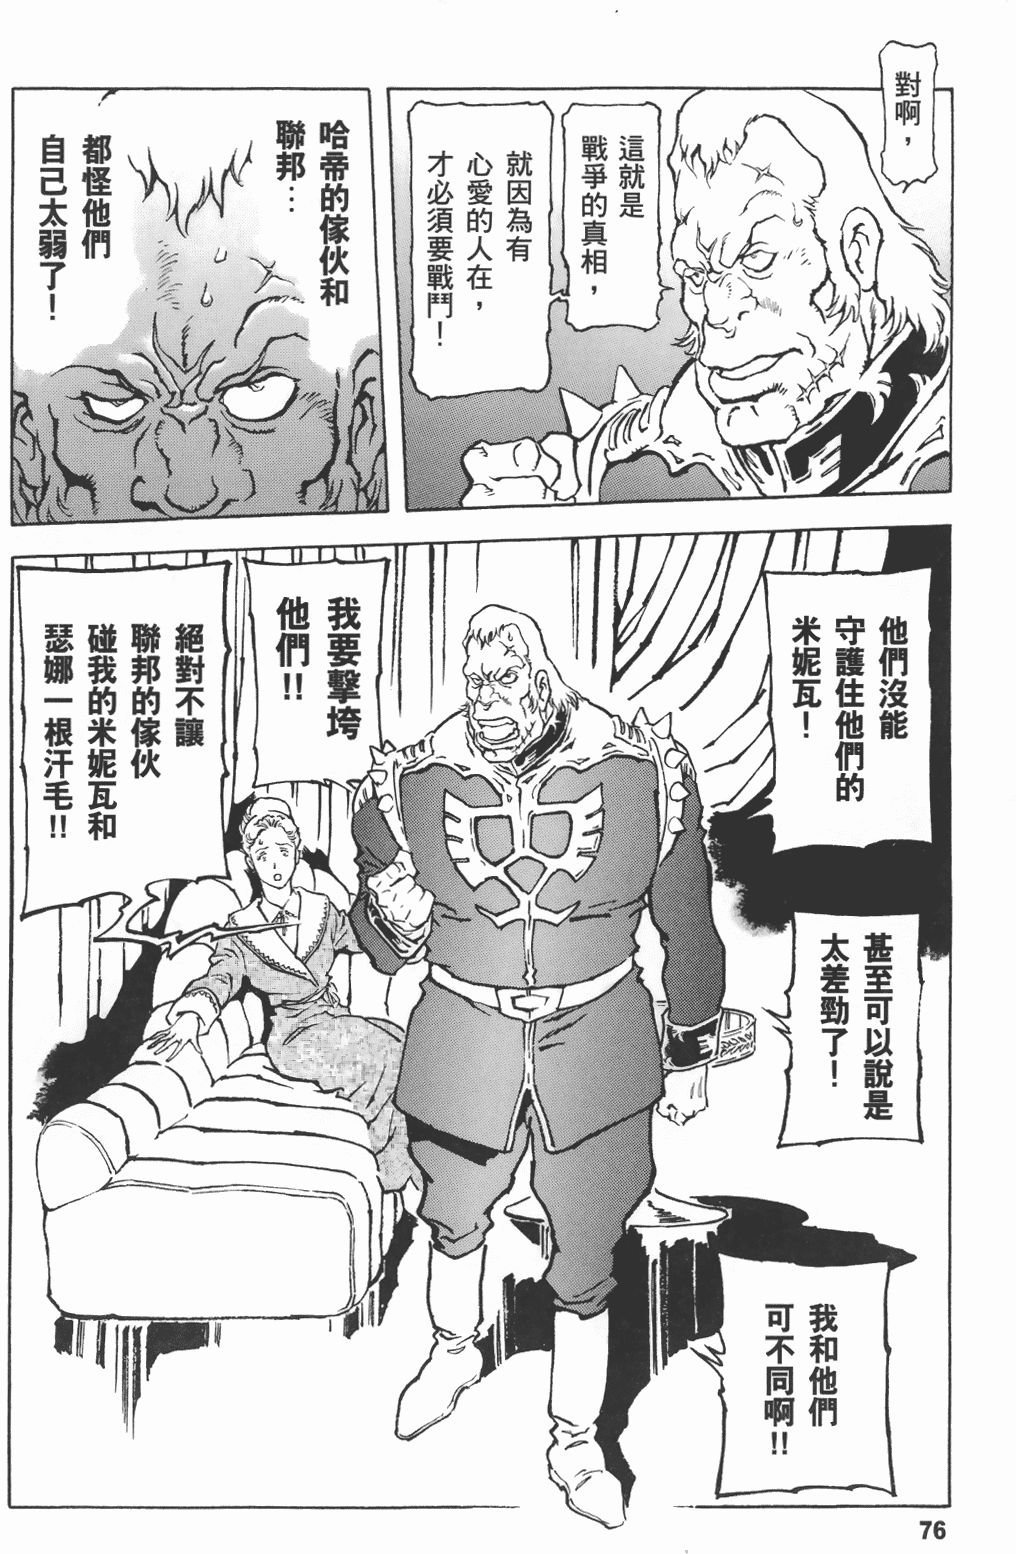 對啊，
這就是
戰爭的真相，
就因為有
心愛的人在，
才必須要戰鬥！
哈帝的傢伙和
聯邦…
都怪他們
自己太弱了！
他們沒能
守護住他們的
米妮瓦！
甚至可以說是
太差勁了！
我和他們
可不同啊!!
我要擊垮
他們!!
絕對不讓
聯邦的傢伙
碰我的米妮瓦和
瑟娜一根汗毛!!
76